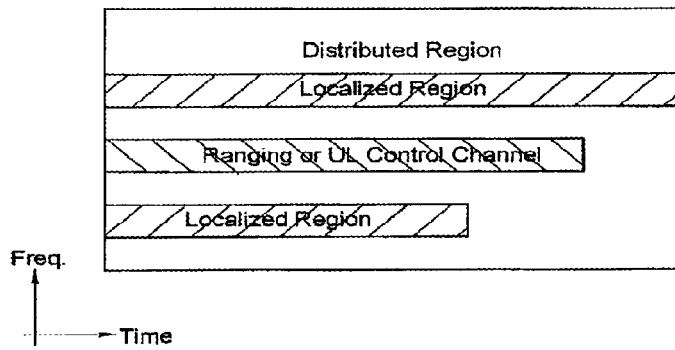 Distributed Region
Localized Region
Ranging or UL Control Channel
Localized Region
Freq.
Time